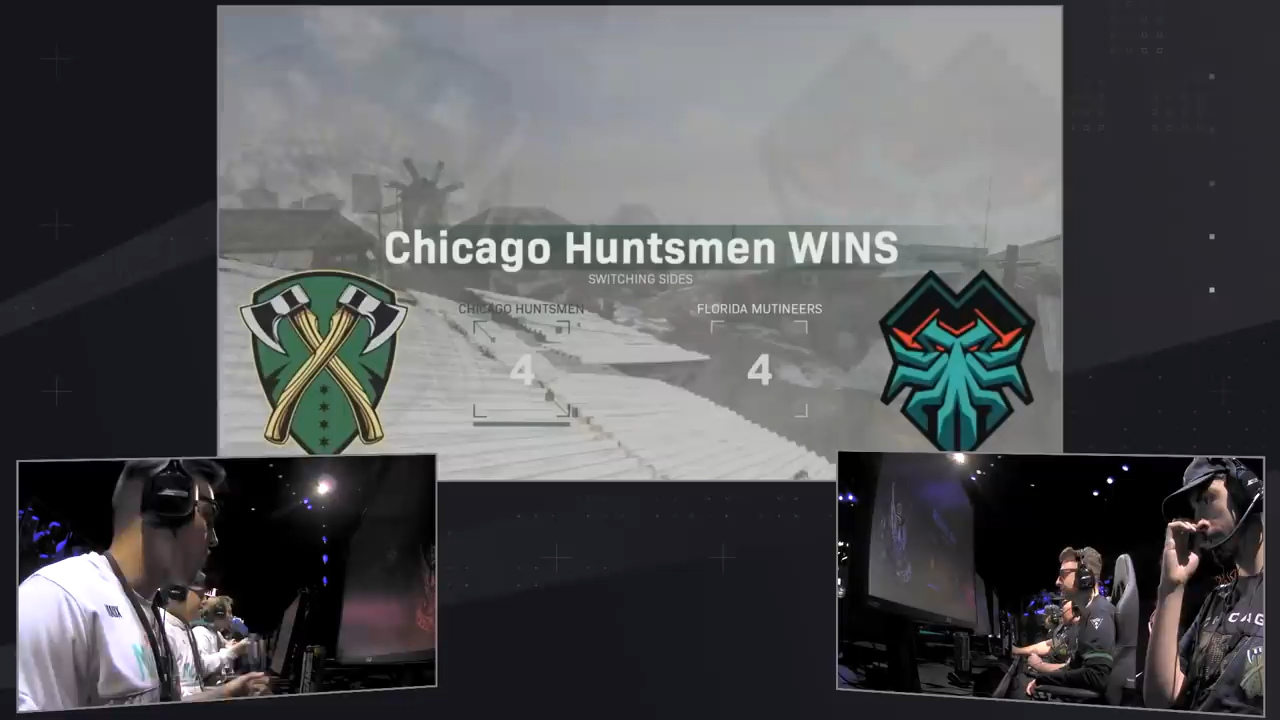 Chicago Huntsmen WINS
SWITCHING SIDES
CHICAGO HUNTSMEN
FLORIDA MUTINEERS
4
4